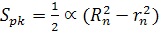 S_{pk} = \frac{1}{2} ∝ (R_n^2 − r_n^2)